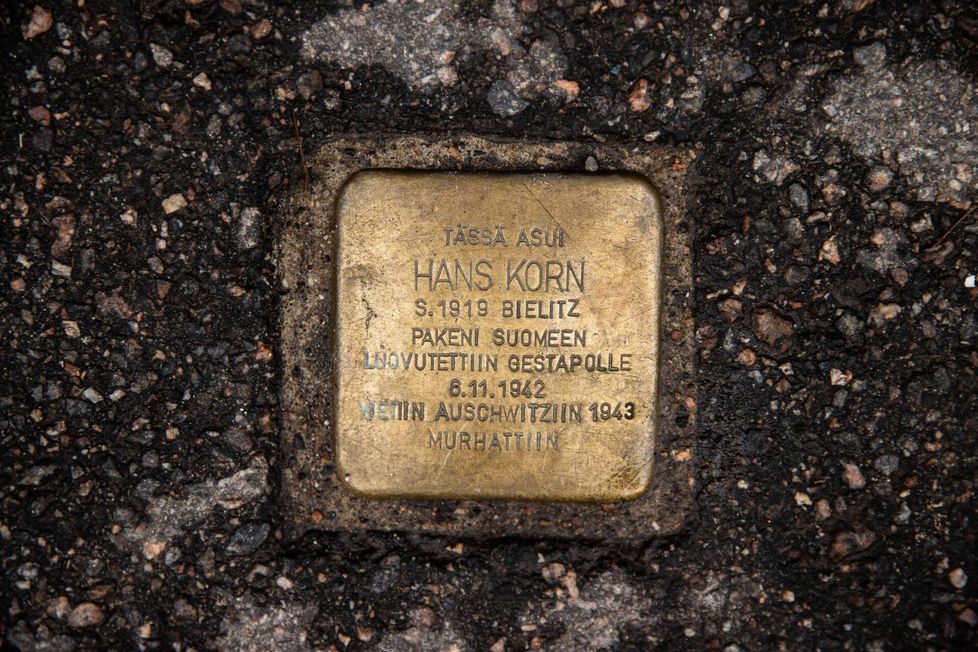 TÄSSÄ ASUI
HANS KORN
S.1919 BIELITZ
PAKENI SUOMEEN
LUOVUTETTIIN GESTAPOLLE
6.11.1942
VIETIIN AUSCHWITZIIN 1943
MURHATTIIN